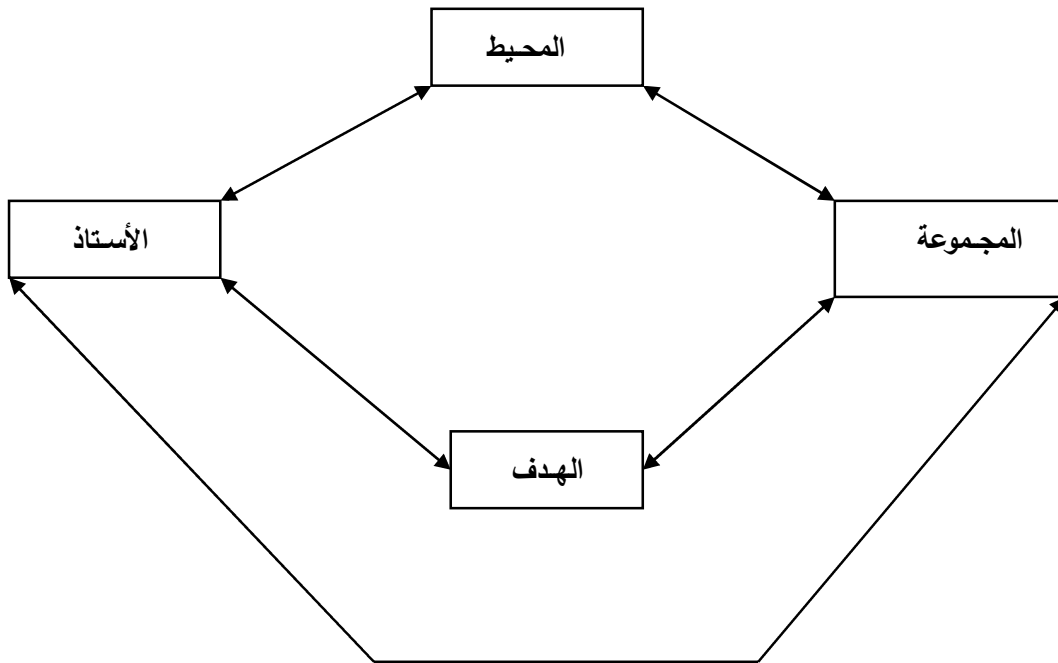 المحيط
المجموعة
الأستاذ
الهدف